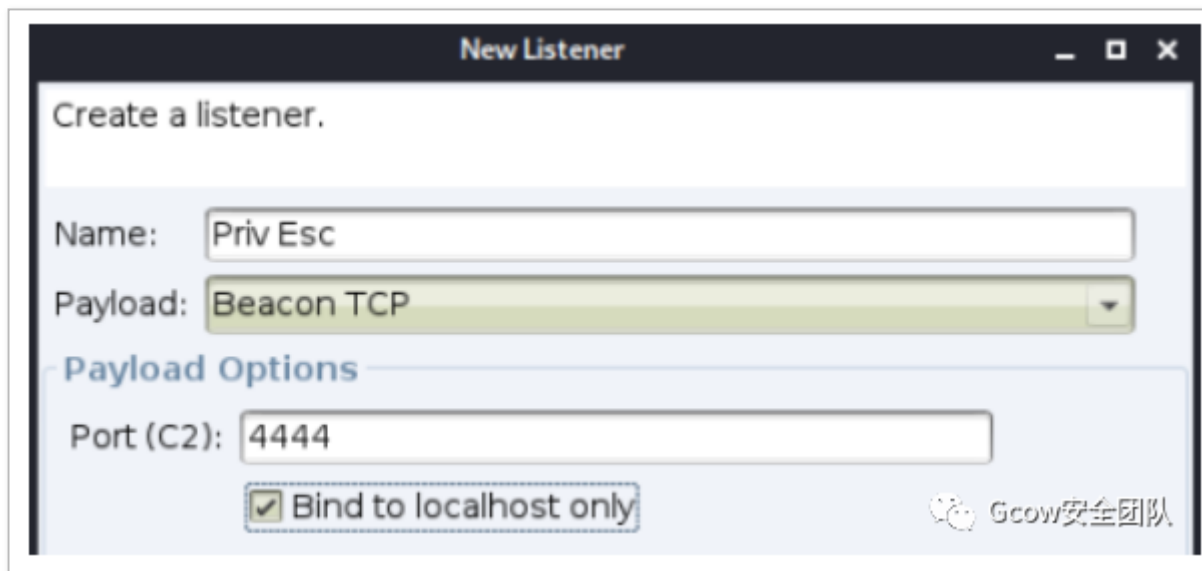 New Listener
Create a listener.
Name: Priv Esc
Payload: Beacon TCP
Payload Options
Port (C2): 4444
Bind to localhost only
Gcow安全团队